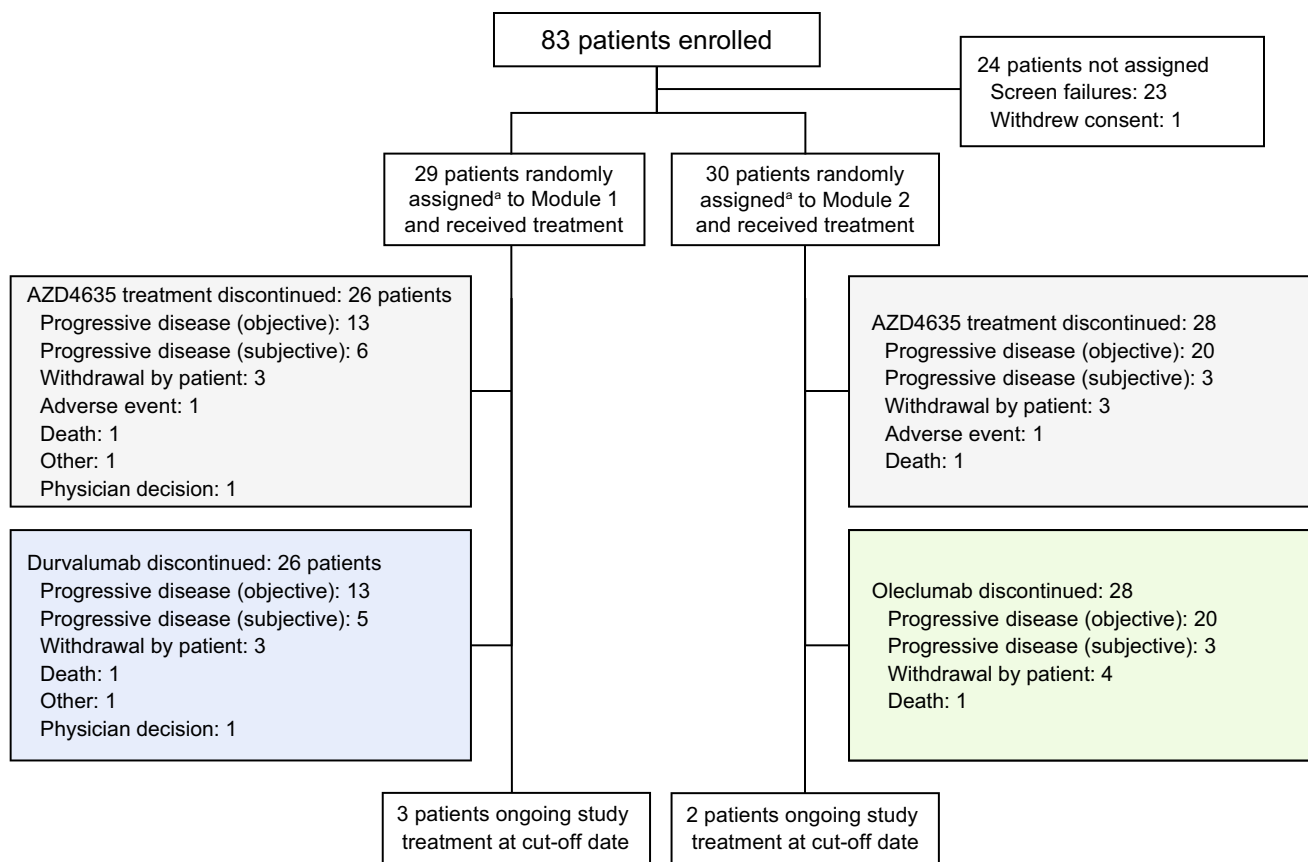 83 patients enrolled
24 patients not assigned
Screen failures: 23
Withdrew consent: 1
29 patients randomly
assignedᵃ to Module 1
and received treatment
30 patients randomly
assignedᵃ to Module 2
and received treatment
AZD4635 treatment discontinued: 26 patients
Progressive disease (objective): 13
Progressive disease (subjective): 6
Withdrawal by patient: 3
Adverse event: 1
Death: 1
Other: 1
Physician decision: 1
AZD4635 treatment discontinued: 28
Progressive disease (objective): 20
Progressive disease (subjective): 3
Withdrawal by patient: 3
Adverse event: 1
Death: 1
Durvalumab discontinued: 26 patients
Progressive disease (objective): 13
Progressive disease (subjective): 5
Withdrawal by patient: 3
Death: 1
Other: 1
Physician decision: 1
Oleclumab discontinued: 28
Progressive disease (objective): 20
Progressive disease (subjective): 3
Withdrawal by patient: 4
Death: 1
3 patients ongoing study
treatment at cut-off date
2 patients ongoing study
treatment at cut-off date